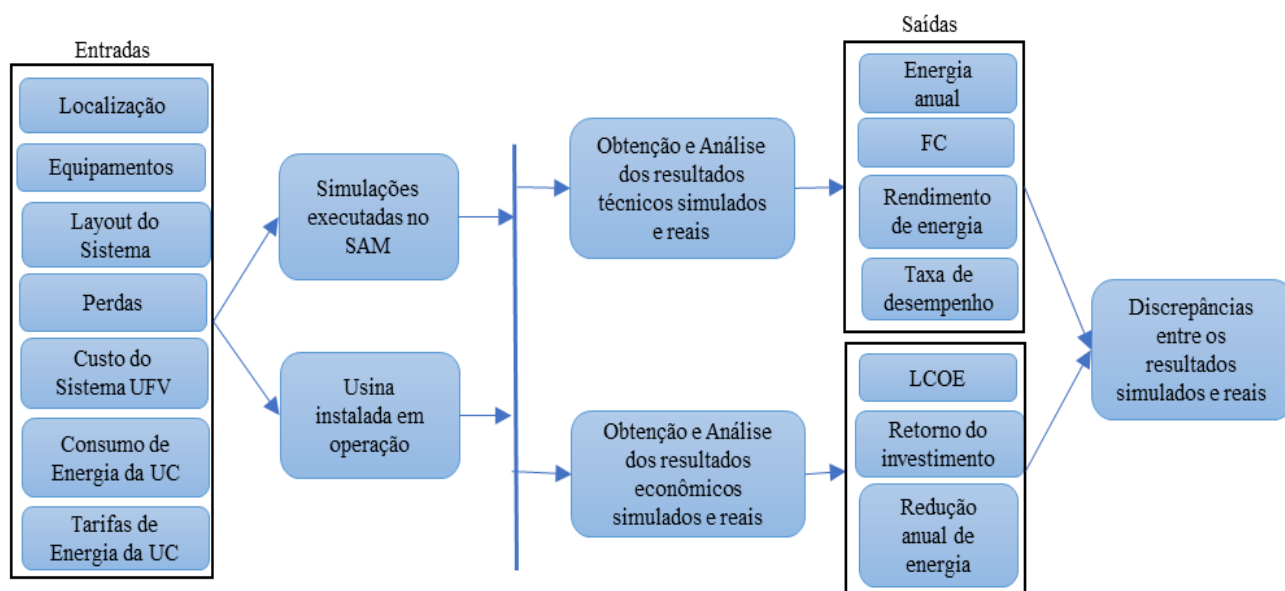 Entradas
Localização
Equipamentos
Layout do
Sistema
Perdas
Custo do
Sistema UFV
Consumo de
Energia da UC
Tarifas de
Energia da UC
Simulações
executadas no
SAM
Usina
instalada em
operação
Obtenção e Análise
dos resultados
técnicos simulados
e reais
Obtenção e Análise
dos resultados
econômicos
simulados e reais
Saídas
Energia
anual
FC
Rendimento
de energia
Taxa de
desempenho
LCOE
Retorno do
investimento
Redução
anual de
energia
Discrepâncias
entre os
resultados
simulados e reais